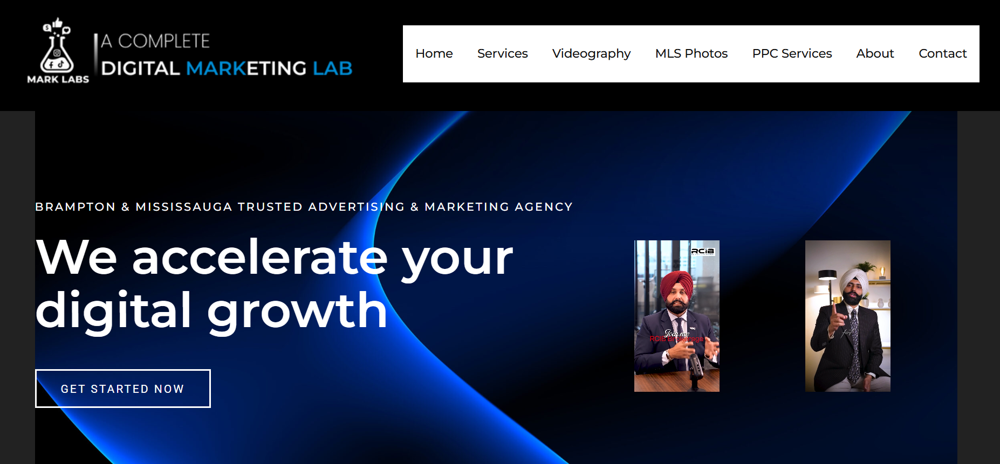 MARK LABS
A COMPLETE
DIGITAL MARKETING LAB
Home Services Videography MLS Photos PPC Services About Contact
BRAMPTON & MISSISSAUGA TRUSTED ADVERTISING & MARKETING AGENCY
We accelerate your
digital growth
GET STARTED NOW
RCIB
Join me
RCIB Brokerage
first